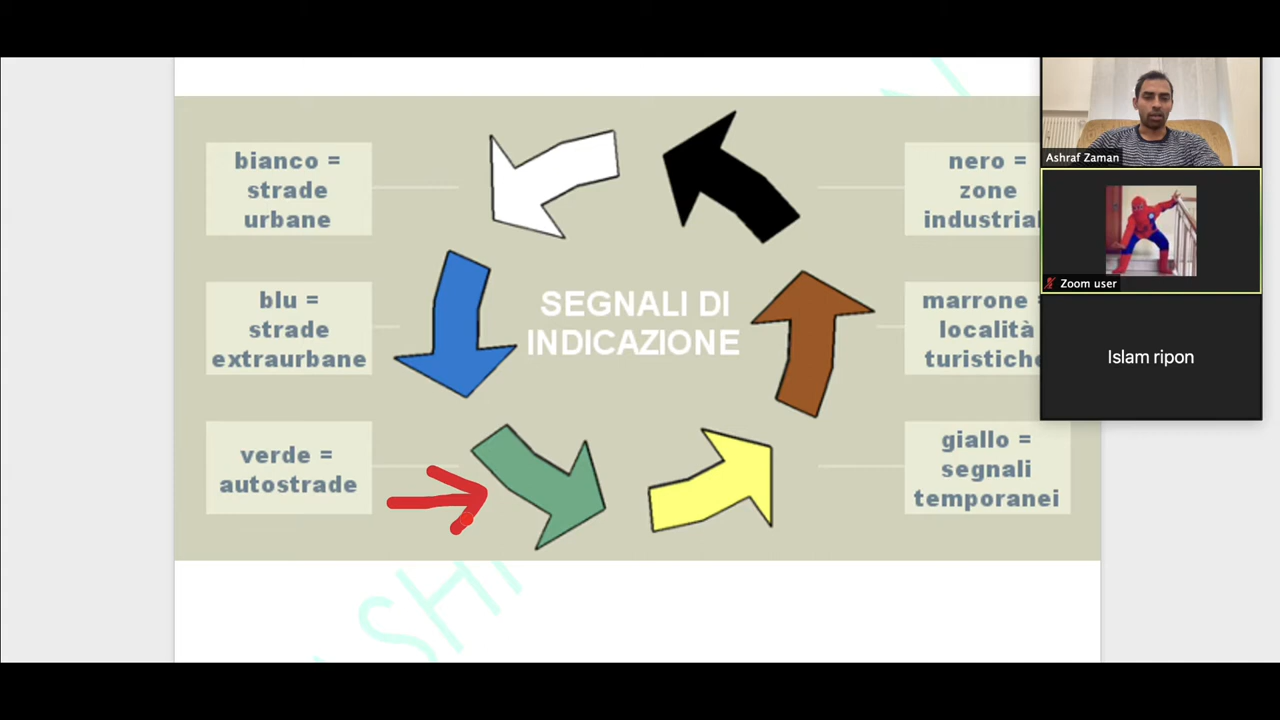 bianco =
strade
urbane
blu =
strade
extraurbane
verde =
autostrade
SEGNALI DI
INDICAZIONE
nero =
zone
industrial
marrone =
località
turistiche
giallo =
segnali
temporanei
Ashraf Zaman
Zoom user
Islam ripon